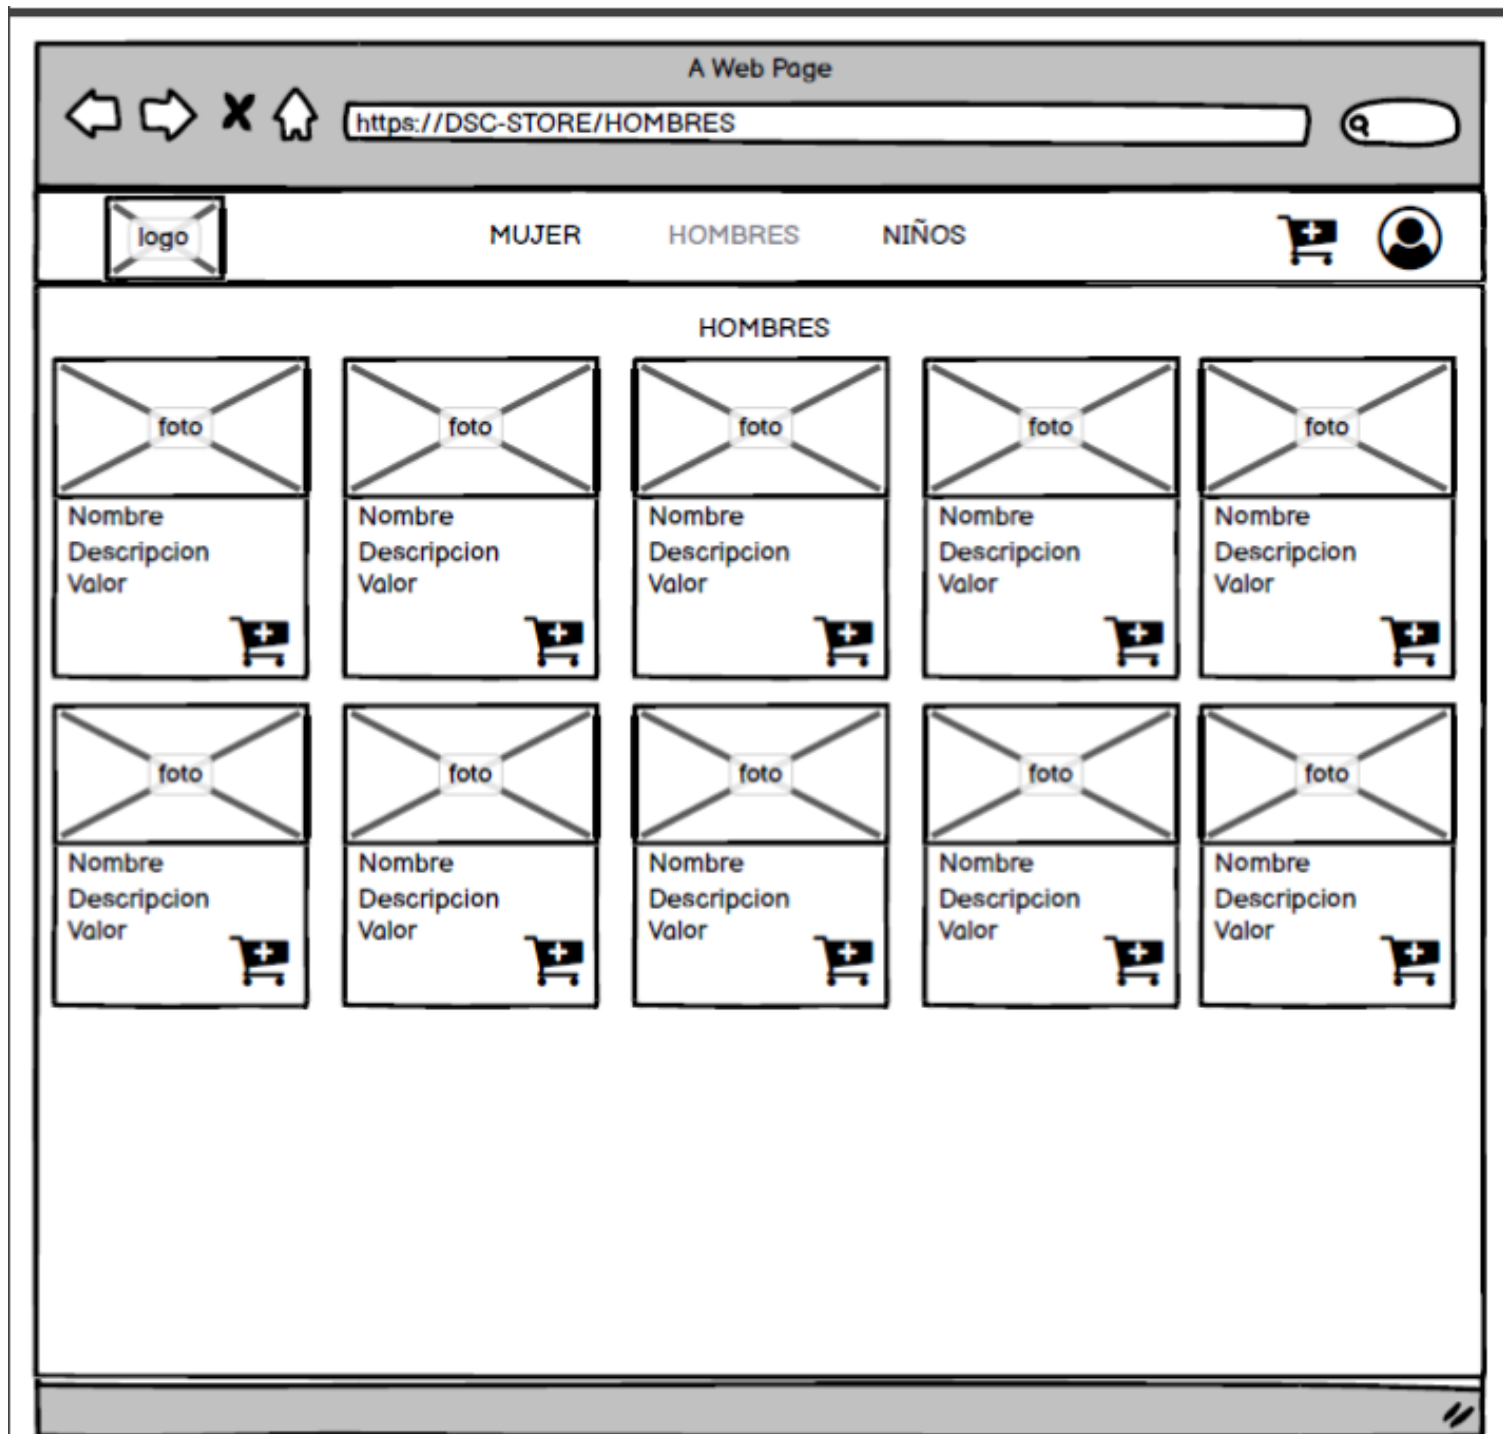 A Web Page
https://DSC-STORE/HOMBRES
logo MUJER HOMBRES NIÑOS
HOMBRES
foto foto foto foto foto
Nombre Nombre Nombre Nombre Nombre
Descripcion Descripcion Descripcion Descripcion Descripcion
Valor Valor Valor Valor Valor
foto foto foto foto foto
Nombre Nombre Nombre Nombre Nombre
Descripcion Descripcion Descripcion Descripcion Descripcion
Valor Valor Valor Valor Valor